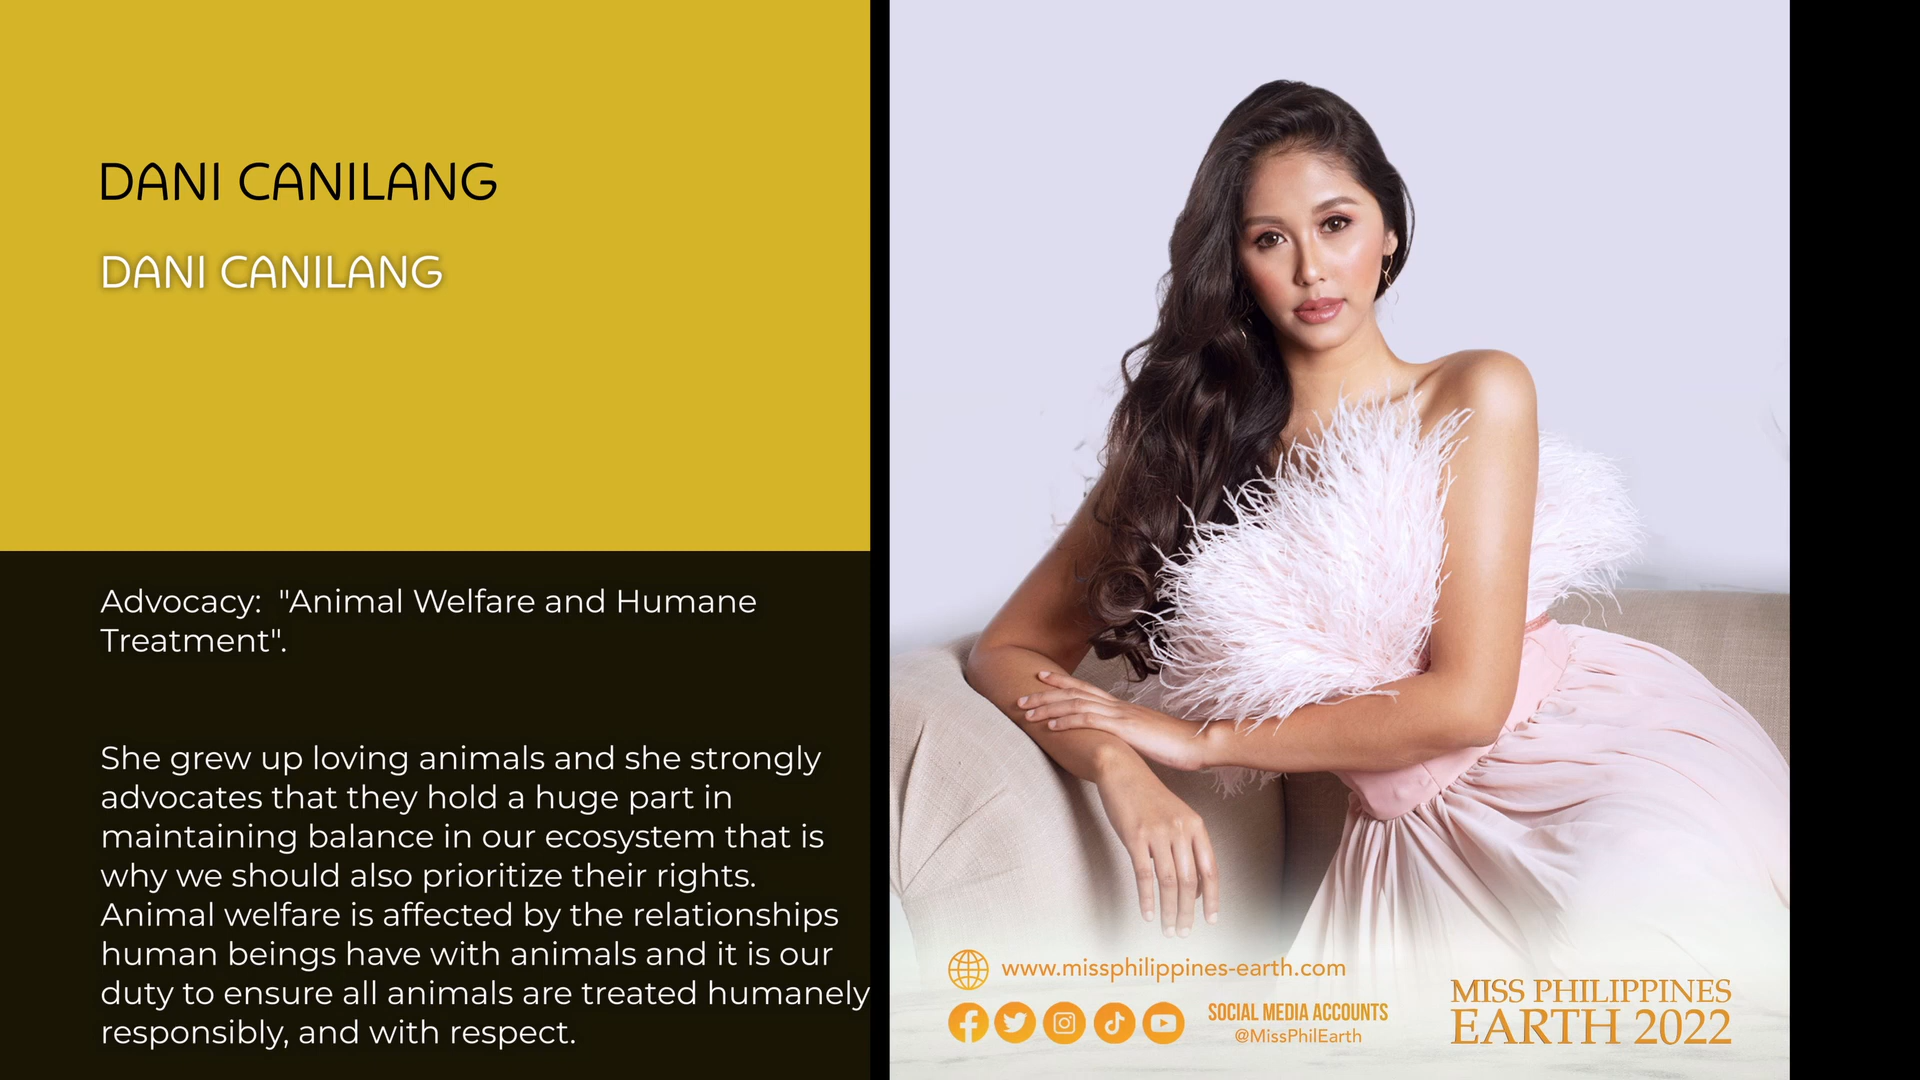 DANI CANILANG
DANI CANILANG
Advocacy:  "Animal Welfare and Humane
Treatment".
She grew up loving animals and she strongly
advocates that they hold a huge part in
maintaining balance in our ecosystem that is
why we should also prioritize their rights.
Animal welfare is affected by the relationships
human beings have with animals and it is our
duty to ensure all animals are treated humanely
responsibly, and with respect.
www.missphilippines-earth.com
SOCIAL MEDIA ACCOUNTS
@MissPhilEarth
MISS PHILIPPINES
EARTH 2022